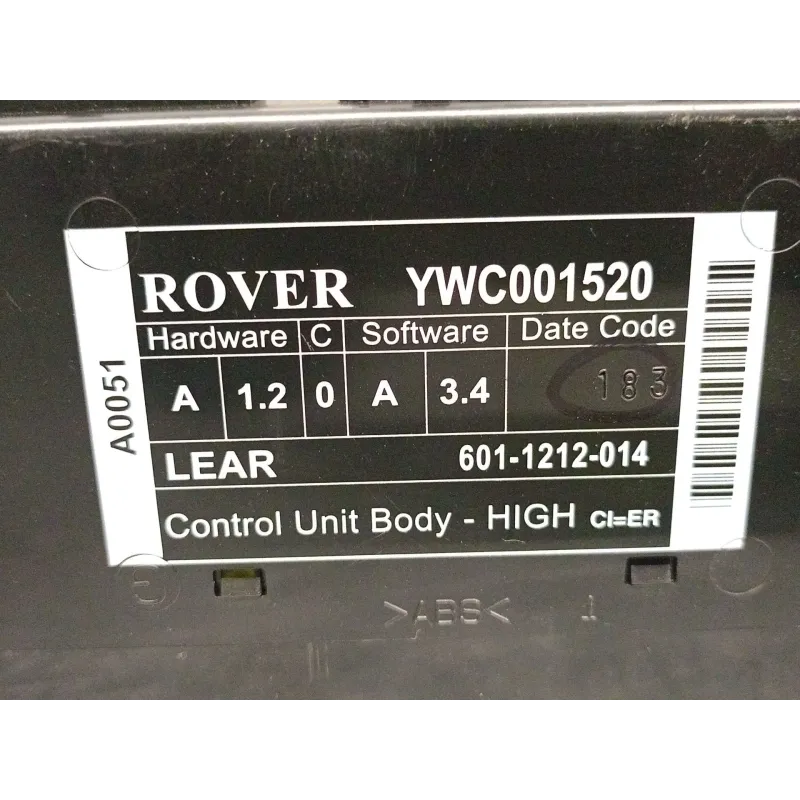 ROVER YWC001520
Hardware C Software Date Code
A 1.2 0 A 3.4 183
LEAR 601-1212-014
Control Unit Body - HIGH CI=ER
A0051
>ABS< 1